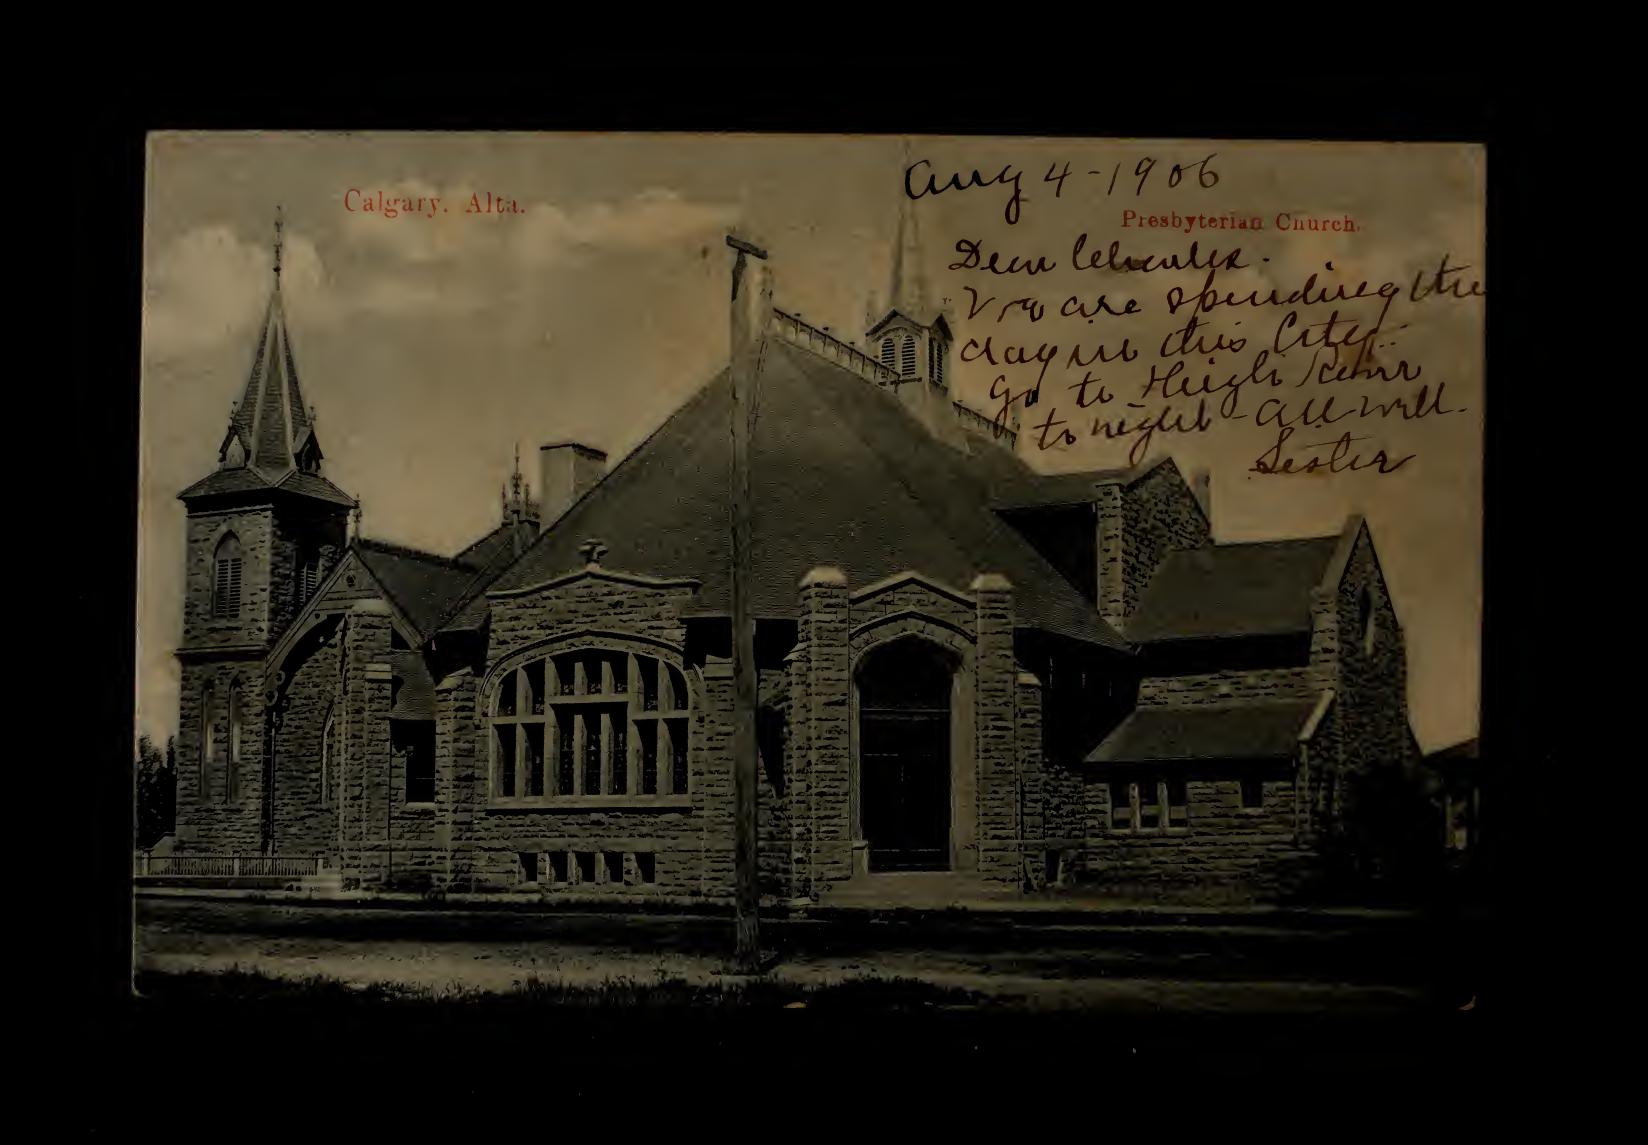 Calgary. Alta.
Aug 4-1906
Presbyterian Church.
Dear Charles.
We are spending the
day in this City.
Go to High River
to night - All well.
Sister